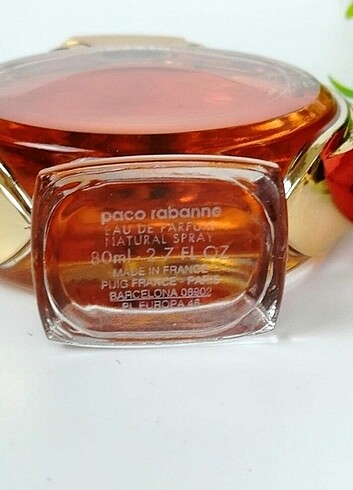 paco rabanne
EAU DE PARFUM
NATURAL SPRAY
80ml 2.7 FL OZ
MADE IN FRANCE
PUIG FRANCE - PARIS
BARCELONA 08902
PL EUROPA 46